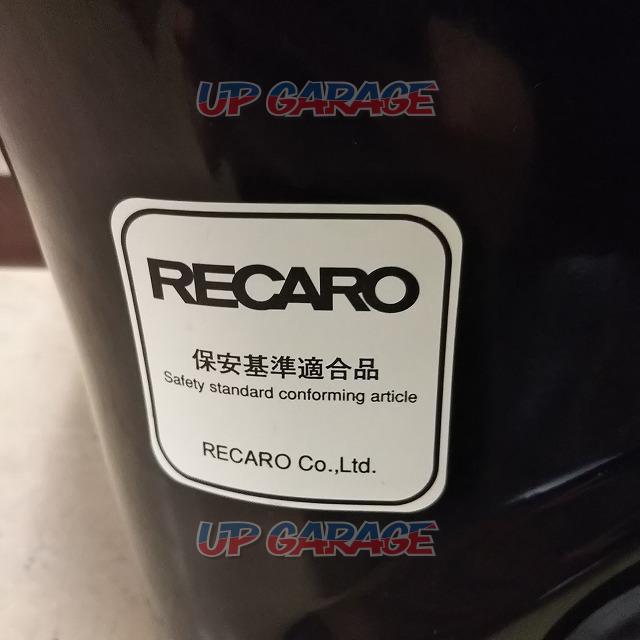 UP GARAGE
RECARO
保安基準適合品
Safety standard conforming article
RECARO Co.,Ltd.
UP GARAGE